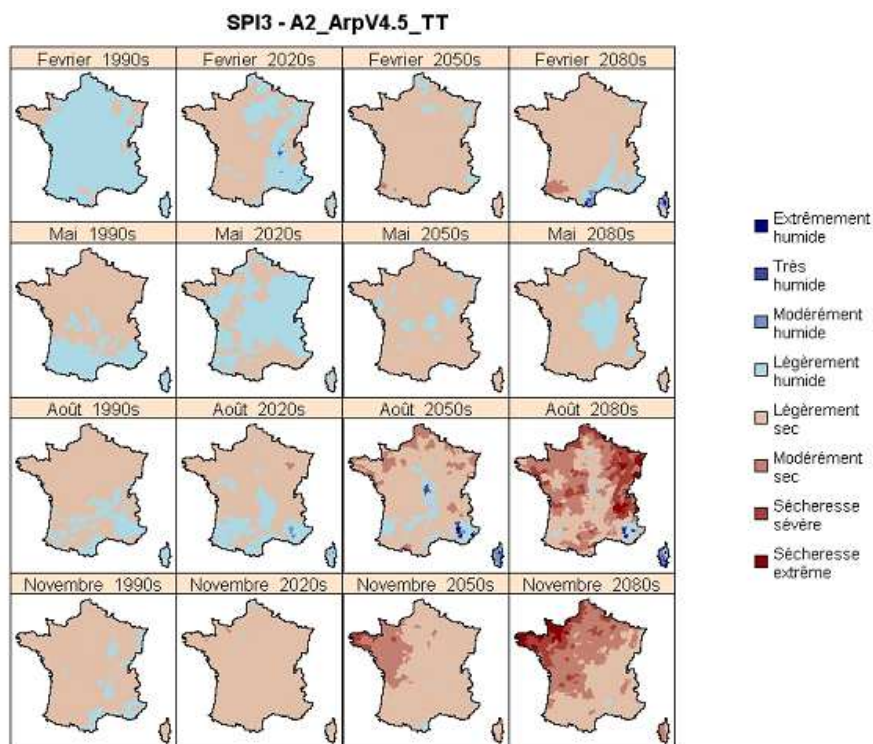 SPI3 - A2_ArpV4.5_TT
Fevrier 1990s
Fevrier 2020s
Fevrier 2050s
Fevrier 2080s
Mai 1990s
Mai 2020s
Mai 2050s
Mai 2080s
Août 1990s
Août 2020s
Août 2050s
Août 2080s
Novembre 1990s
Novembre 2020s
Novembre 2050s
Novembre 2080s
Extrêmement
humide
Très
humide
Modérément
humide
Légèrement
humide
Légèrement
sec
Modérément
sec
Sécheresse
sévère
Sécheresse
extrême